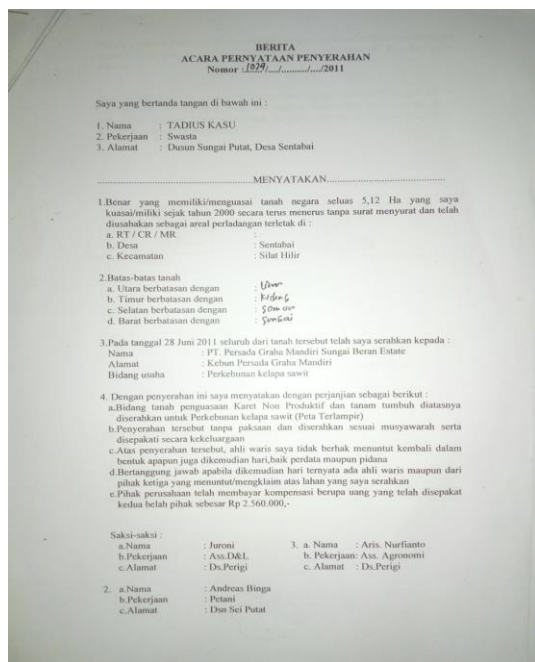 BERITA
ACARA PERNYATAAN PENYERAHAN
Nomor : 1029/..../........../..../2011
Saya yang bertanda tangan di bawah ini :
1. Nama : TADIUS KASU
2. Pekerjaan : Swasta
3. Alamat : Dusun Sungai Putat, Desa Sentabai
................MENYATAKAN................
1.Benar yang memiliki/menguasai tanah negara seluas 5,12 Ha yang saya
kuasai/miliki sejak tahun 2000 secara terus menerus tanpa surat menyurat dan telah
diusahakan sebagai areal perladangan terletak di :
a. RT / CR / MR :
b. Desa : Sentabai
c. Kecamatan : Silat Hilir
2.Batas-batas tanah
a. Utara berbatasan dengan :
b. Timur berbatasan dengan :
c. Selatan berbatasan dengan :
d. Barat berbatasan dengan : Sungai
3.Pada tanggal 28 Juni 2011 seluruh dari tanah tersebut telah saya serahkan kepada :
Nama : PT. Persada Graha Mandiri Sungai Beran Estate
Alamat : Kebun Persada Graha Mandiri
Bidang usaha : Perkebunan kelapa sawit
4. Dengan penyerahan ini saya menyatakan dengan perjanjian sebagai berikut :
a.Bidang tanah penguasaan Karet Non Produktif dan tanam tumbuh diatasnya
diserahkan untuk Perkebunan kelapa sawit (Peta Terlampir)
b.Penyerahan tersebut tanpa paksaan dan diserahkan sesuai musyawarah serta
disepakati secara kekeluargaan
c.Atas penyerahan tersebut, ahli waris saya tidak berhak menuntut kembali dalam
bentuk apapun juga dikemudian hari,baik perdata maupun pidana
d.Bertanggung jawab apabila dikemudian hari ternyata ada ahli waris maupun dari
pihak ketiga yang menuntut/mengklaim atas lahan yang saya serahkan
e.Pihak perusahaan telah membayar kompensasi berupa uang yang telah disepakat
kedua belah pihak sebesar Rp 2.560.000,-
Saksi-saksi :
a.Nama : Juroni
b.Pekerjaan : Ass.D&L
c.Alamat : Ds.Perigi
3. a. Nama : Aris. Nurfianto
b. Pekerjaan: Ass. Agronomi
c. Alamat : Ds.Perigi
2. a.Nama : Andreas Binga
b.Pekerjaan : Petani
c.Alamat : Dsn Sei Putat